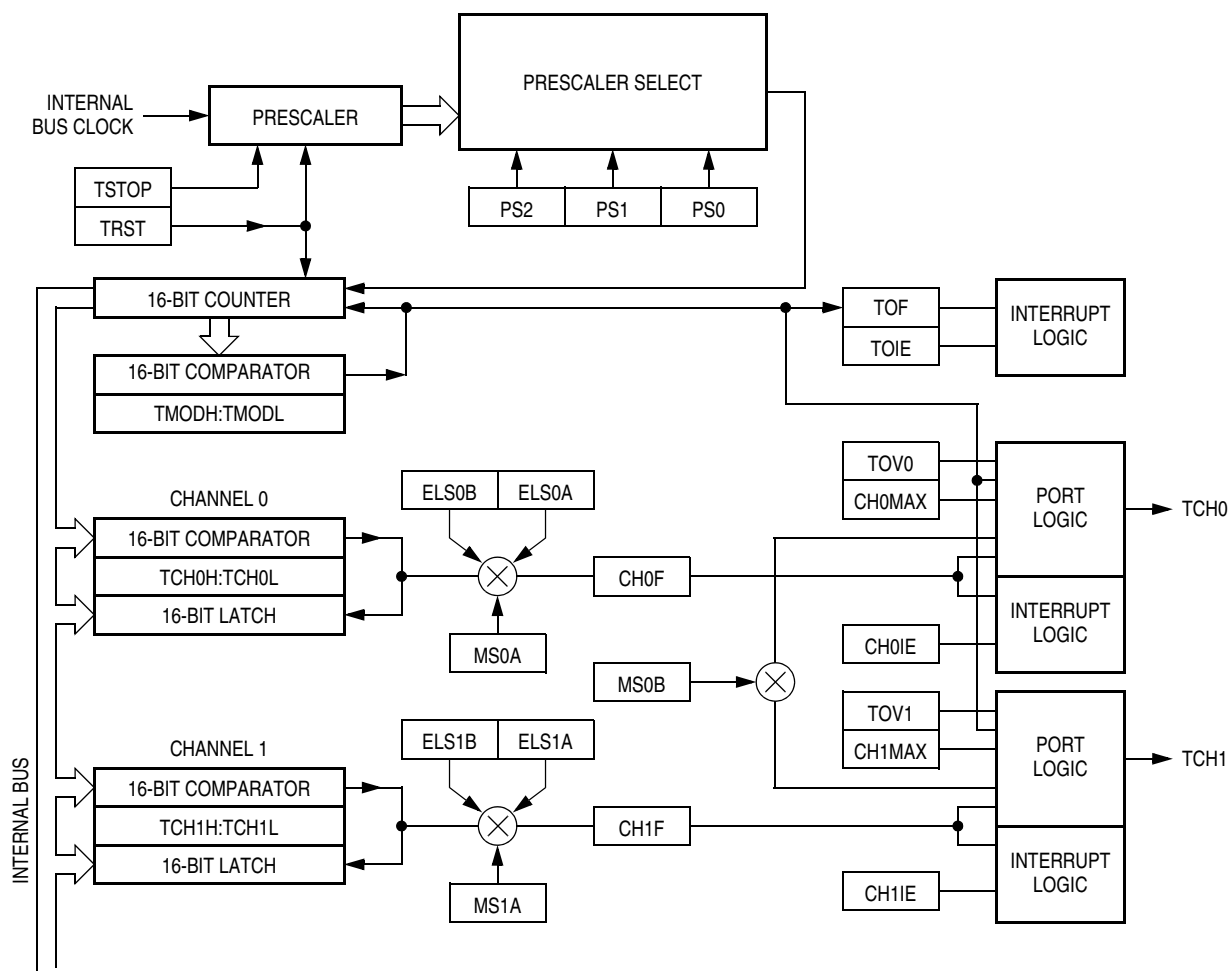 PRESCALER SELECT
INTERNAL
BUS CLOCK
PRESCALER
TSTOP
TRST
PS2
PS1
PS0
16-BIT COUNTER
TOF
TOIE
INTERRUPT
LOGIC
16-BIT COMPARATOR
TMODH:TMODL
CHANNEL 0
ELS0B
ELS0A
TOV0
CH0MAX
PORT
LOGIC
TCH0
16-BIT COMPARATOR
TCH0H:TCH0L
16-BIT LATCH
CH0F
MS0A
INTERRUPT
LOGIC
CH0IE
MS0B
CHANNEL 1
ELS1B
ELS1A
TOV1
CH1MAX
PORT
LOGIC
TCH1
INTERNAL BUS
16-BIT COMPARATOR
TCH1H:TCH1L
16-BIT LATCH
CH1F
MS1A
INTERRUPT
LOGIC
CH1IE